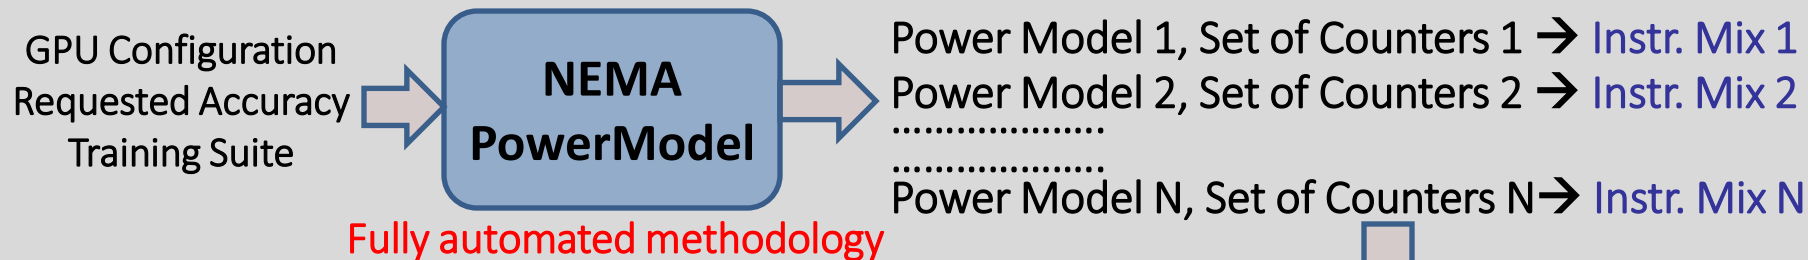 GPU Configuration
Requested Accuracy
Training Suite
NEMA
PowerModel
Fully automated methodology
Power Model 1, Set of Counters 1 → Instr. Mix 1
Power Model 2, Set of Counters 2 → Instr. Mix 2
....................
....................
Power Model N, Set of Counters N→ Instr. Mix N